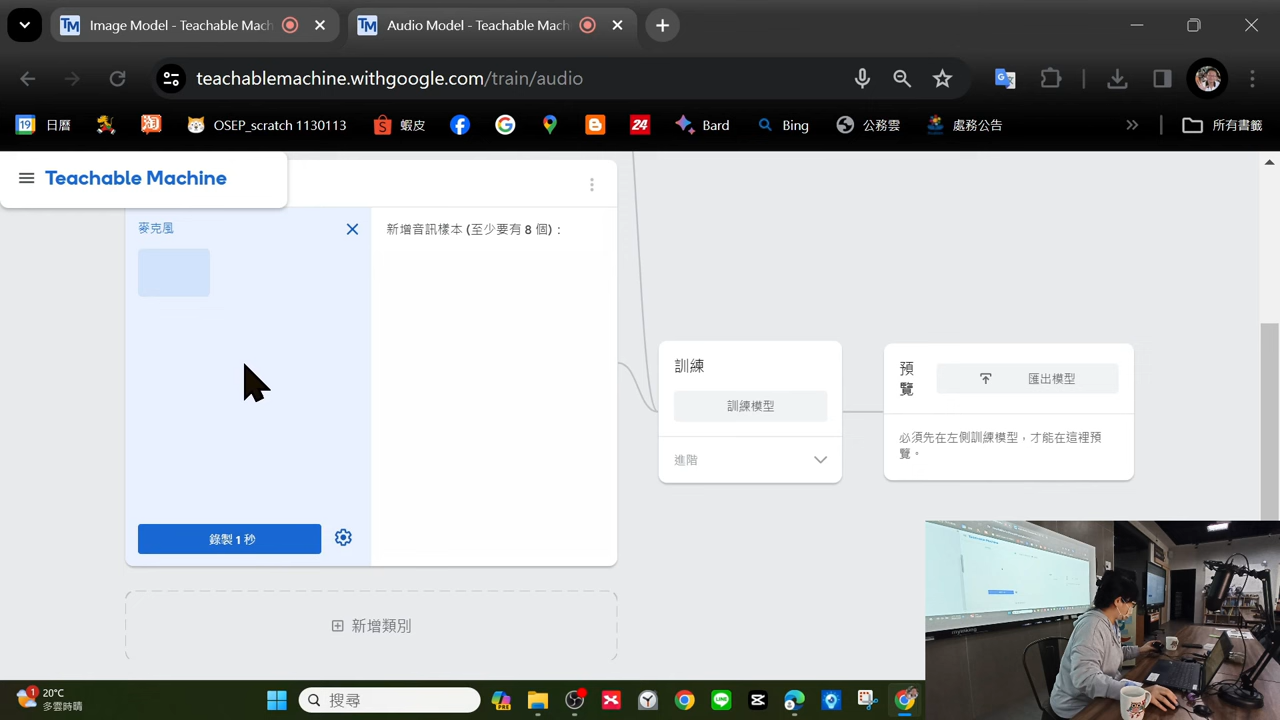 Image Model - Teachable Mach
Audio Model - Teachable Mach
teachablemachine.withgoogle.com/train/audio
日曆
OSEP_scratch 1130113
蝦皮
Bard
Bing
公務雲
處務公告
所有書籤
Teachable Machine
麥克風
新增音訊樣本 (至少要有 8 個)：
錄製 1 秒
新增類別
訓練
訓練模型
進階
預覽
匯出模型
必須先在左側訓練模型，才能在這裡預
覽。
20°C
多雲時晴
搜尋